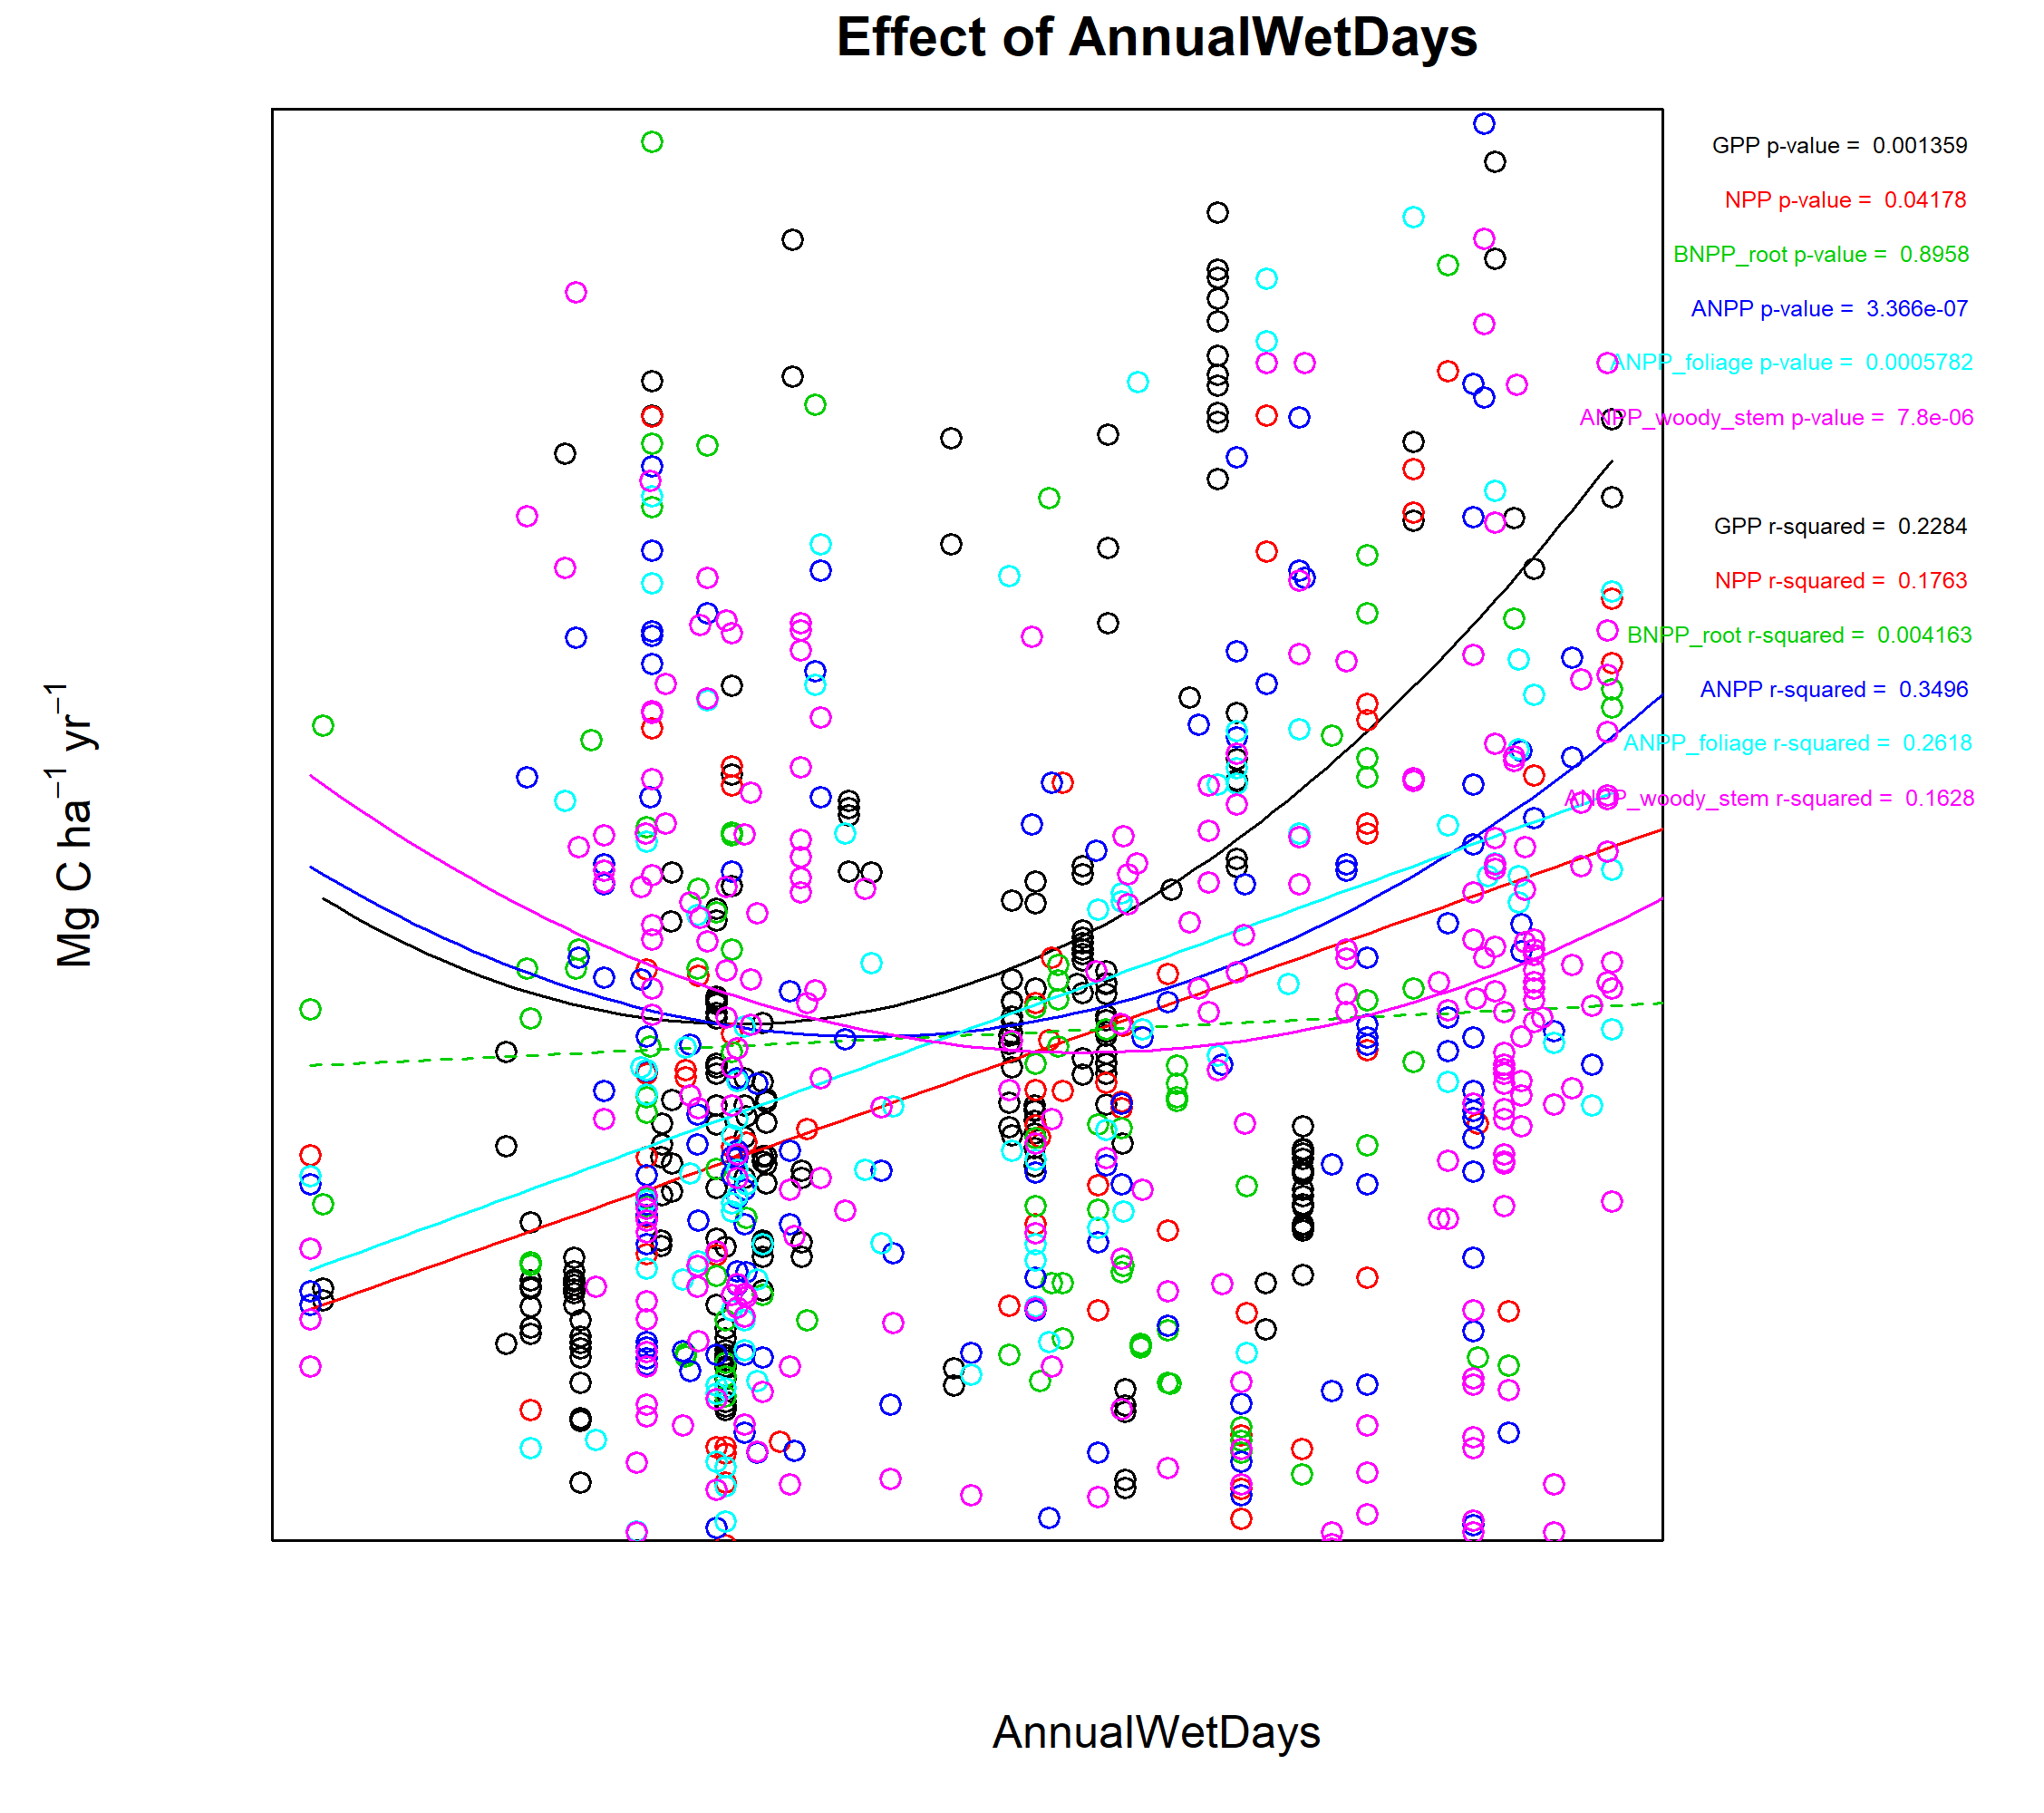 Effect of AnnualWetDays
GPP p-value = 0.001359
NPP p-value = 0.04178
BNPP_root p-value = 0.8958
ANPP p-value = 3.366e-07
ANPP_foliage p-value = 0.0005782
ANPP_woody_stem p-value = 7.8e-06
GPP r-squared = 0.2284
NPP r-squared = 0.1763
BNPP_root r-squared = 0.004163
ANPP r-squared = 0.3496
ANPP_foliage r-squared = 0.2618
ANPP_woody_stem r-squared = 0.1628
Mg C ha⁻¹ yr⁻¹
AnnualWetDays